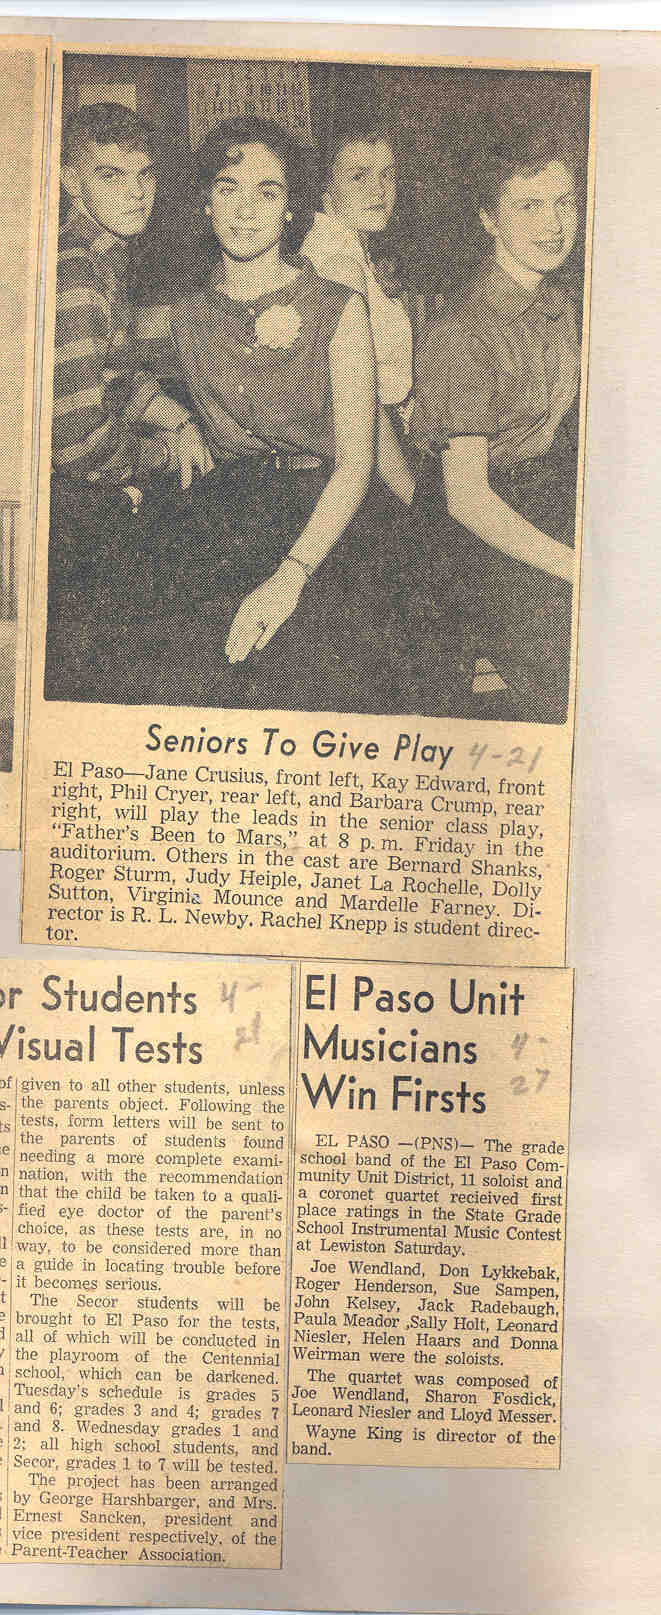 Seniors To Give Play 4-21
El Paso—Jane Crusius, front left, Kay Edward, front
right, Phil Cryer, rear left, and Barbara Crump, rear
right, will play the leads in the senior class play,
"Father's Been to Mars," at 8 p. m. Friday in the
auditorium. Others in the cast are Bernard Shanks,
Roger Sturm, Judy Heiple, Janet La Rochelle, Dolly
Sutton, Virginia Mounce and Mardelle Farney. Di-
rector is R. L. Newby. Rachel Knepp is student direc-
tor.
or Students 4-
Visual Tests 21
given to all other students, unless
the parents object. Following the
tests, form letters will be sent to
the parents of students found
needing a more complete exami-
nation, with the recommendation
that the child be taken to a quali-
fied eye doctor of the parent's
choice, as these tests are, in no
way, to be considered more than
a guide in locating trouble before
it becomes serious.
The Secor students will be
brought to El Paso for the tests,
all of which will be conducted in
the playroom of the Centennial
school, which can be darkened.
Tuesday's schedule is grades 5
and 6; grades 3 and 4; grades 7
and 8. Wednesday grades 1 and
2; all high school students, and
Secor, grades 1 to 7 will be tested.
The project has been arranged
by George Harshbarger, and Mrs.
Ernest Sancken, president and
vice president respectively, of the
Parent-Teacher Association.
El Paso Unit
Musicians 4-
Win Firsts 27
EL PASO —(PNS)— The grade
school band of the El Paso Com-
munity Unit District, 11 soloist and
a coronet quartet recieived first
place ratings in the State Grade
School Instrumental Music Contest
at Lewiston Saturday.
Joe Wendland, Don Lykkebak,
Roger Henderson, Sue Sampen,
John Kelsey, Jack Radebaugh,
Paula Meador ,Sally Holt, Leonard
Niesler, Helen Haars and Donna
Weirman were the soloists.
The quartet was composed of
Joe Wendland, Sharon Fosdick,
Leonard Niesler and Lloyd Messer.
Wayne King is director of the
band.